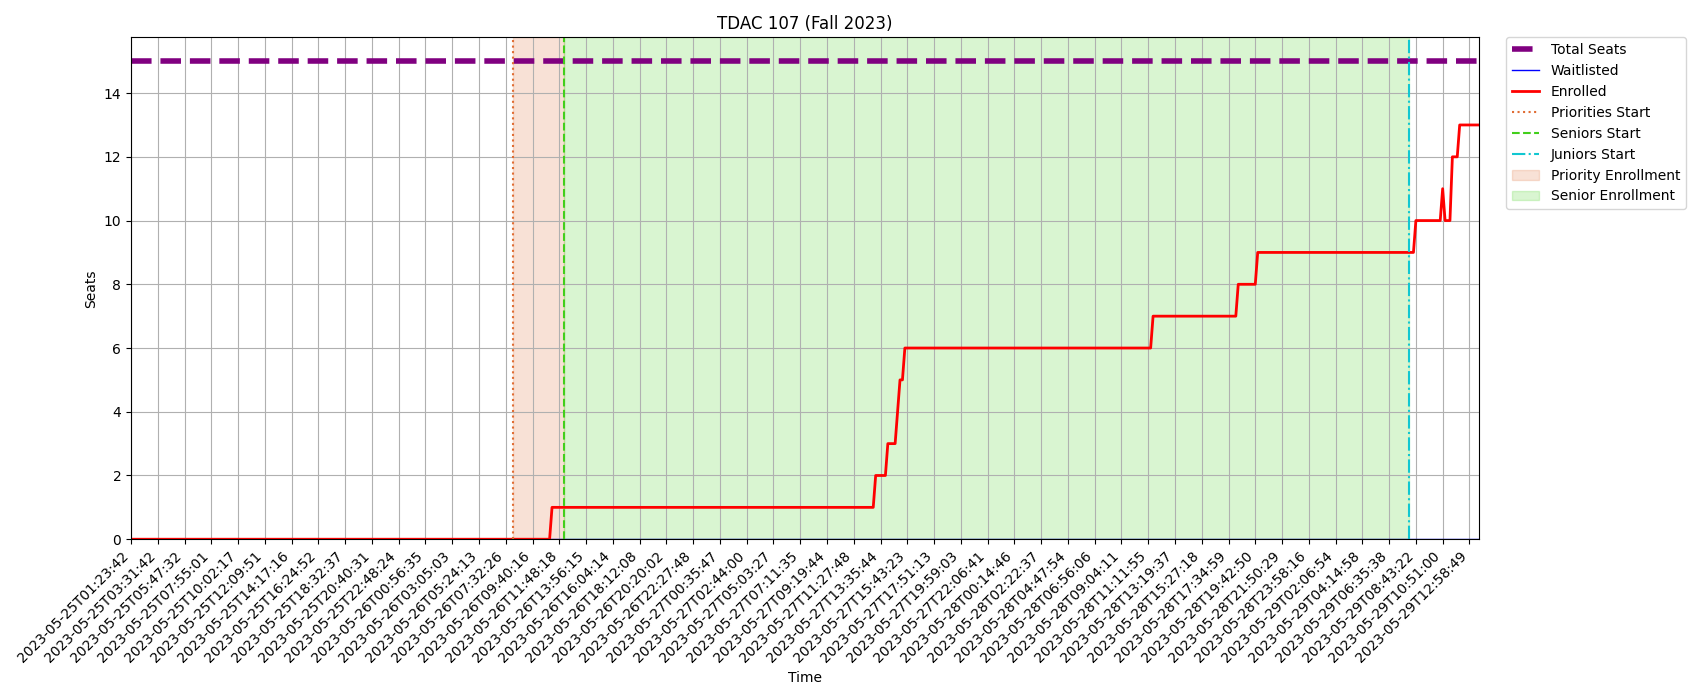 TDAC 107 (Fall 2023)
Total Seats
Waitlisted
Enrolled
Priorities Start
Seniors Start
Juniors Start
Priority Enrollment
Senior Enrollment
Seats
14
12
10
8
6
4
2
0
2023-05-25T01:23:42
2023-05-25T03:31:42
2023-05-25T05:47:32
2023-05-25T07:55:01
2023-05-25T10:02:17
2023-05-25T12:09:51
2023-05-25T14:17:16
2023-05-25T16:24:52
2023-05-25T18:32:37
2023-05-25T20:40:31
2023-05-25T22:48:24
2023-05-26T00:56:35
2023-05-26T03:05:03
2023-05-26T05:24:13
2023-05-26T07:32:26
2023-05-26T09:40:16
2023-05-26T11:48:18
2023-05-26T13:56:15
2023-05-26T16:04:14
2023-05-26T18:12:08
2023-05-26T20:20:02
2023-05-26T22:27:48
2023-05-27T00:35:47
2023-05-27T02:44:00
2023-05-27T05:03:27
2023-05-27T07:11:35
2023-05-27T09:19:44
2023-05-27T11:27:48
2023-05-27T13:35:44
2023-05-27T15:43:23
2023-05-27T17:51:13
2023-05-27T19:59:03
2023-05-27T22:06:41
2023-05-28T00:14:46
2023-05-28T02:22:37
2023-05-28T04:47:54
2023-05-28T06:56:06
2023-05-28T09:04:11
2023-05-28T11:11:55
2023-05-28T13:19:37
2023-05-28T15:27:18
2023-05-28T17:34:59
2023-05-28T19:42:50
2023-05-28T21:50:29
2023-05-28T23:58:16
2023-05-29T02:06:54
2023-05-29T04:14:58
2023-05-29T06:35:38
2023-05-29T08:43:22
2023-05-29T10:51:00
2023-05-29T12:58:49
Time